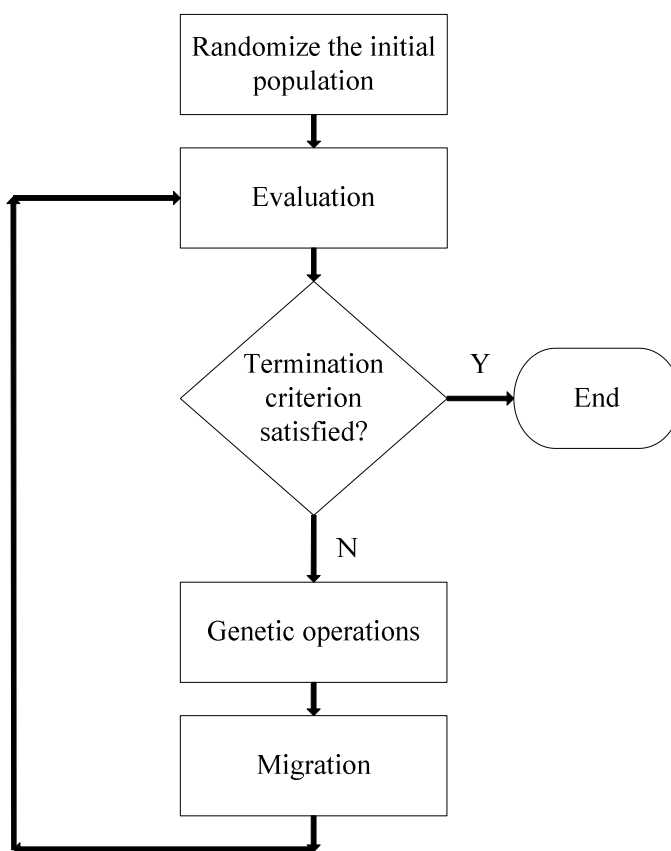 Randomize the initial
population
Evaluation
Termination
criterion
satisfied?
Y
End
N
Genetic operations
Migration